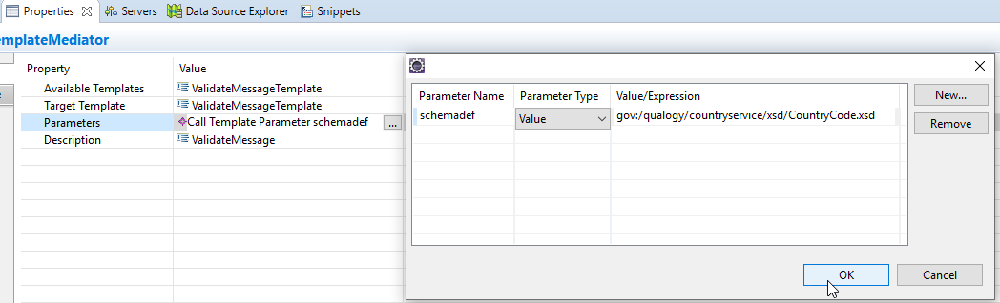 Properties Servers Data Source Explorer Snippets
mplateMediator
Property Value
Available Templates ValidateMessageTemplate
Target Template ValidateMessageTemplate
Parameters Call Template Parameter schemadef ...
Description ValidateMessage
Parameter Name Parameter Type Value/Expression
schemadef Value gov:/qualogy/countryservice/xsd/CountryCode.xsd
New...
Remove
OK Cancel